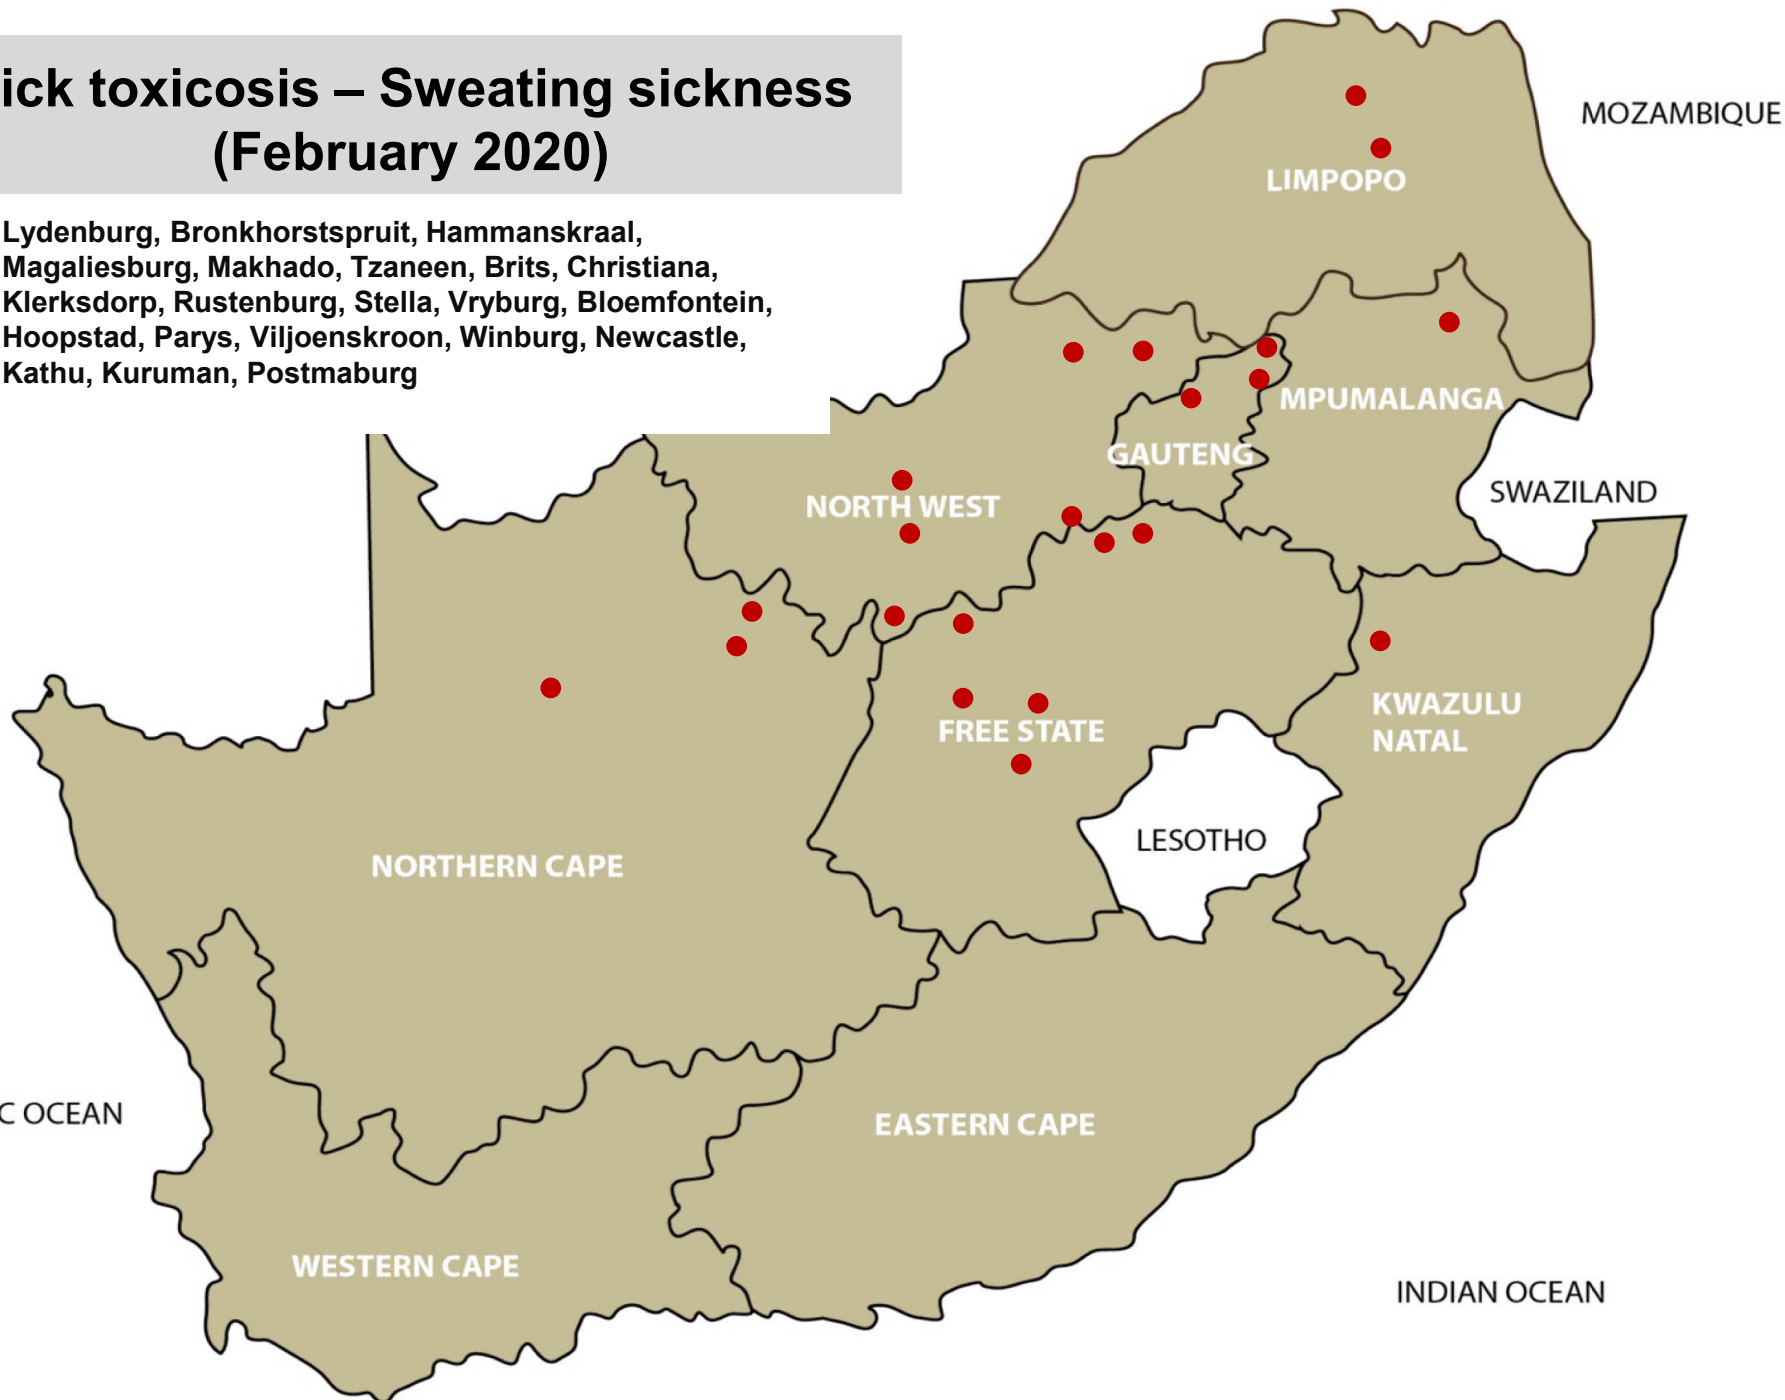 ick toxicosis – Sweating sickness
(February 2020)
Lydenburg, Bronkhorstspruit, Hammanskraal,
Magaliesburg, Makhado, Tzaneen, Brits, Christiana,
Klerksdorp, Rustenburg, Stella, Vryburg, Bloemfontein,
Hoopstad, Parys, Viljoenskroon, Winburg, Newcastle,
Kathu, Kuruman, Postmaburg
MOZAMBIQUE
LIMPOPO
MPUMALANGA
GAUTENG
SWAZILAND
NORTH WEST
KWAZULU
NATAL
FREE STATE
LESOTHO
NORTHERN CAPE
C OCEAN
EASTERN CAPE
WESTERN CAPE
INDIAN OCEAN